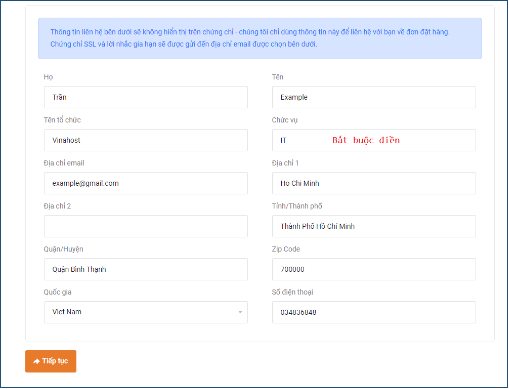 Thông tin liên hệ bên dưới sẽ không hiển thị trên chứng chỉ - chúng tôi chỉ dùng thông tin này để liên hệ với bạn về đơn đặt hàng.
Chứng chỉ SSL và lời nhắc gia hạn sẽ được gửi đến địa chỉ email được chọn bên dưới.
Họ
Tên
Trần
Example
Tên tổ chức
Chức vụ
Vinahost
IT
Bắt buộc điền
Địa chỉ email
Địa chỉ 1
example@gmail.com
Ho Chi Minh
Địa chỉ 2
Tỉnh/Thành phố
Thành Phố Hồ Chí Minh
Quận/Huyện
Zip Code
Quận Bình Thạnh
700000
Quốc gia
Số điện thoại
Viet Nam
034836848
Tiếp tục